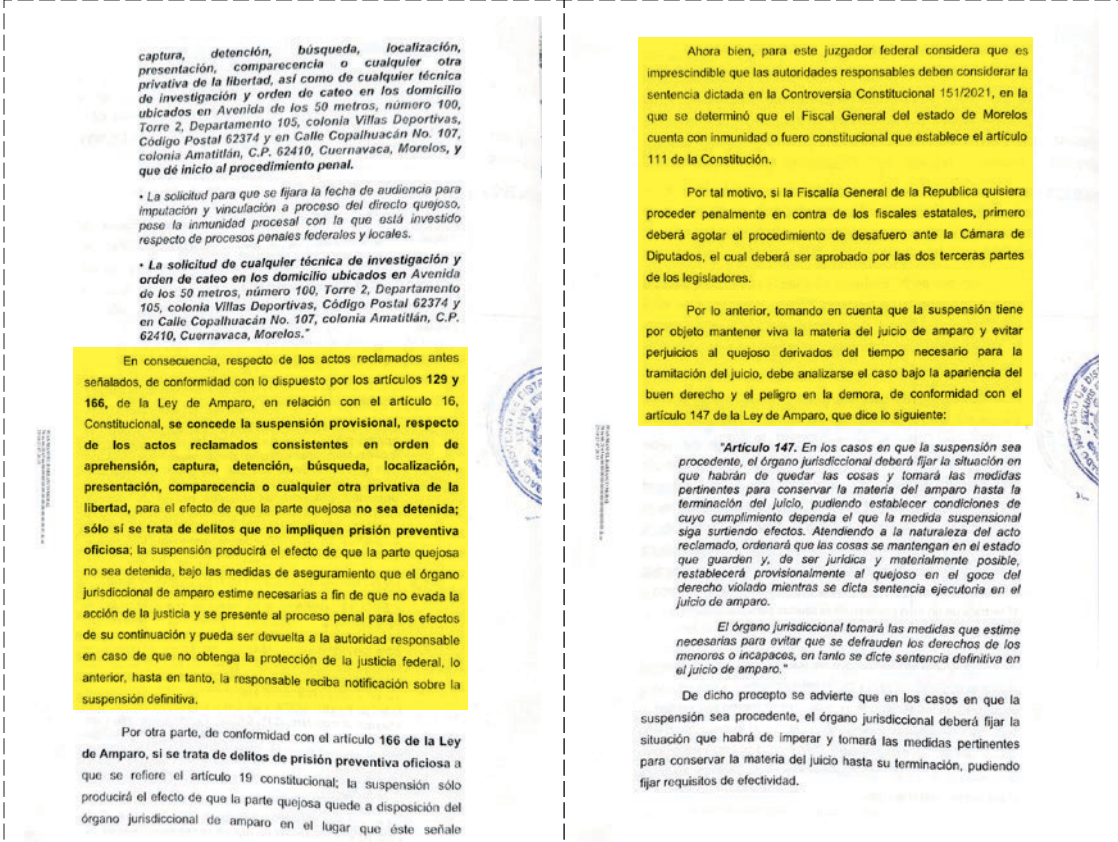 captura, detención, búsqueda, localización,
presentación, comparecencia o cualquier otra
privativa de la libertad, así como de cualquier técnica
de investigación y orden de cateo en los domicilio
ubicados en Avenida de los 50 metros, número 100,
Torre 2, Departamento 105, colonia Villas Deportivas,
Código Postal 62374 y en Calle Copalhuacán No. 107,
colonia Amatitlán, C.P. 62410, Cuernavaca, Morelos, y
que dé inicio al procedimiento penal.
• La solicitud para que se fijara la fecha de audiencia para
imputación y vinculación a proceso del directo quejoso,
pese la inmunidad procesal con la que está investido
respecto de procesos penales federales y locales.
• La solicitud de cualquier técnica de investigación y
orden de cateo en los domicilio ubicados en Avenida
de los 50 metros, número 100, Torre 2, Departamento
105, colonia Villas Deportivas, Código Postal 62374 y
en Calle Copalhuacán No. 107, colonia Amatitlán, C.P.
62410, Cuernavaca, Morelos."
En consecuencia, respecto de los actos reclamados antes
señalados, de conformidad con lo dispuesto por los artículos 129 y
166, de la Ley de Amparo, en relación con el artículo 16,
Constitucional, se concede la suspensión provisional, respecto
de los actos reclamados consistentes en orden de
aprehensión, captura, detención, búsqueda, localización,
presentación, comparecencia o cualquier otra privativa de la
libertad, para el efecto de que la parte quejosa no sea detenida;
sólo si se trata de delitos que no impliquen prisión preventiva
oficiosa; la suspensión producirá el efecto de que la parte quejosa
no sea detenida, bajo las medidas de aseguramiento que el órgano
jurisdiccional de amparo estime necesarias a fin de que no evada la
acción de la justicia y se presente al proceso penal para los efectos
de su continuación y pueda ser devuelta a la autoridad responsable
en caso de que no obtenga la protección de la justicia federal, lo
anterior, hasta en tanto, la responsable reciba notificación sobre la
suspensión definitiva.
Por otra parte, de conformidad con el artículo 166 de la Ley
de Amparo, si se trata de delitos de prisión preventiva oficiosa a
que se refiere el artículo 19 constitucional; la suspensión sólo
producirá el efecto de que la parte quejosa quede a disposición del
órgano jurisdiccional de amparo en el lugar que éste señale
Ahora bien, para este juzgador federal considera que es
imprescindible que las autoridades responsables deben considerar la
sentencia dictada en la Controversia Constitucional 151/2021, en la
que se determinó que el Fiscal General del estado de Morelos
cuenta con inmunidad o fuero constitucional que establece el artículo
111 de la Constitución.
Por tal motivo, si la Fiscalía General de la Republica quisiera
proceder penalmente en contra de los fiscales estatales, primero
deberá agotar el procedimiento de desafuero ante la Cámara de
Diputados, el cual deberá ser aprobado por las dos terceras partes
de los legisladores.
Por lo anterior, tomando en cuenta que la suspensión tiene
por objeto mantener viva la materia del juicio de amparo y evitar
perjuicios al quejoso derivados del tiempo necesario para la
tramitación del juicio, debe analizarse el caso bajo la apariencia del
buen derecho y el peligro en la demora, de conformidad con el
artículo 147 de la Ley de Amparo, que dice lo siguiente:
"Artículo 147. En los casos en que la suspensión sea
procedente, el órgano jurisdiccional deberá fijar la situación en
que habrán de quedar las cosas y tomará las medidas
pertinentes para conservar la materia del amparo hasta la
terminación del juicio, pudiendo establecer condiciones de
cuyo cumplimiento dependa el que la medida suspensional
siga surtiendo efectos. Atendiendo a la naturaleza del acto
reclamado, ordenará que las cosas se mantengan en el estado
que guarden y, de ser jurídica y materialmente posible,
restablecerá provisionalmente al quejoso en el goce del
derecho violado mientras se dicta sentencia ejecutoria en el
juicio de amparo.
El órgano jurisdiccional tomará las medidas que estime
necesarias para evitar que se defrauden los derechos de los
menores o incapaces, en tanto se dicte sentencia definitiva en
el juicio de amparo."
De dicho precepto se advierte que en los casos en que la
suspensión sea procedente, el órgano jurisdiccional deberá fijar la
situación que habrá de imperar y tomará las medidas pertinentes
para conservar la materia del juicio hasta su terminación, pudiendo
fijar requisitos de efectividad.